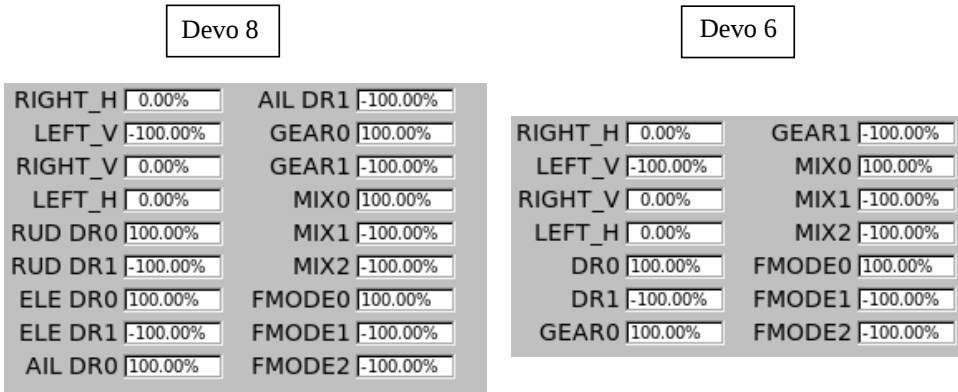 Devo 8
RIGHT_H 0.00% AIL DR1 -100.00%
LEFT_V -100.00% GEAR0 100.00%
RIGHT_V 0.00% GEAR1 -100.00%
LEFT_H 0.00% MIX0 100.00%
RUD DR0 100.00% MIX1 -100.00%
RUD DR1 -100.00% MIX2 -100.00%
ELE DR0 100.00% FMODE0 100.00%
ELE DR1 -100.00% FMODE1 -100.00%
AIL DR0 100.00% FMODE2 -100.00%
Devo 6
RIGHT_H 0.00% GEAR1 -100.00%
LEFT_V -100.00% MIX0 100.00%
RIGHT_V 0.00% MIX1 -100.00%
LEFT_H 0.00% MIX2 -100.00%
DR0 100.00% FMODE0 100.00%
DR1 -100.00% FMODE1 -100.00%
GEAR0 100.00% FMODE2 -100.00%